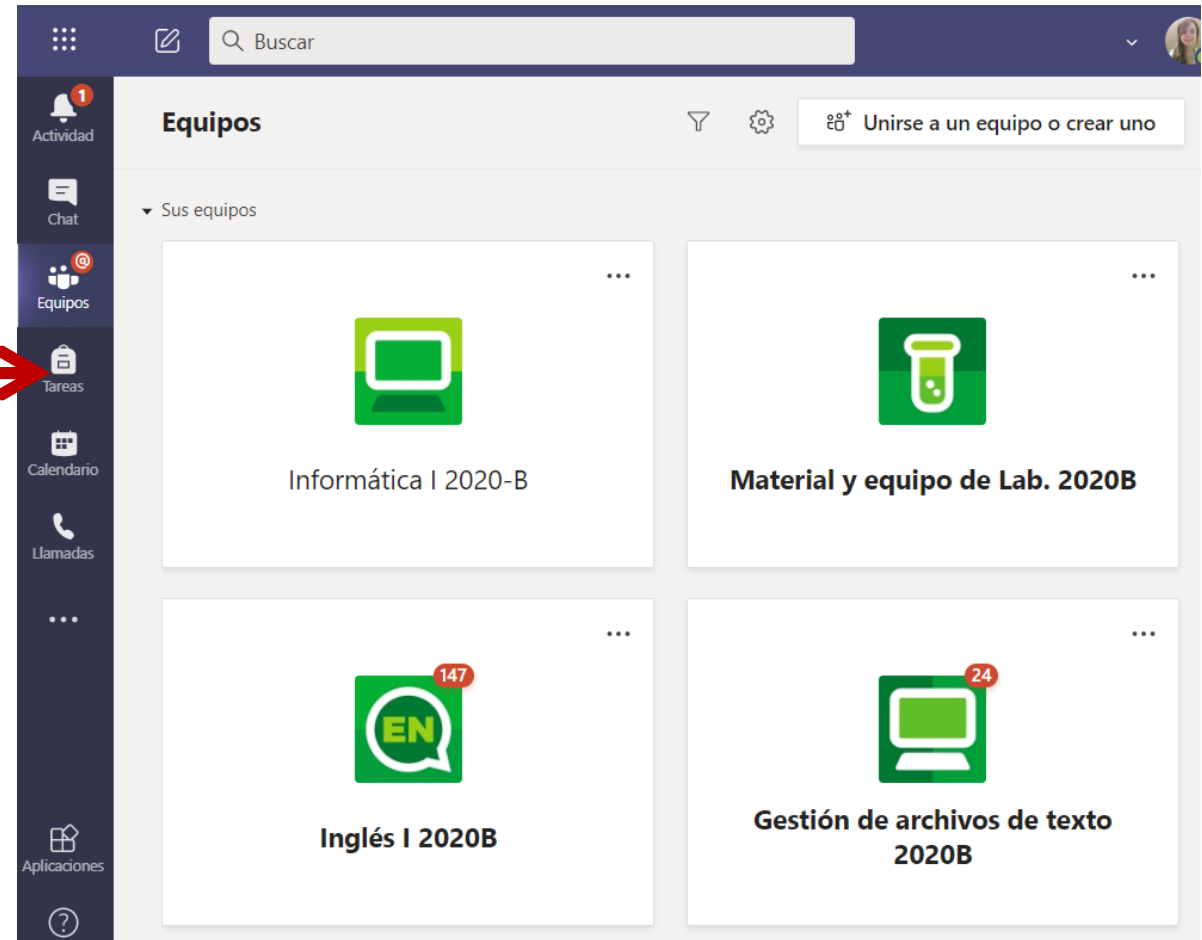 Buscar
1
Actividad
Equipos
Unirse a un equipo o crear uno
Chat
Sus equipos
@
Equipos
Tareas
Calendario
Informática I 2020-B
Material y equipo de Lab. 2020B
Llamadas
147
24
EN
Inglés I 2020B
Gestión de archivos de texto
2020B
Aplicaciones
?